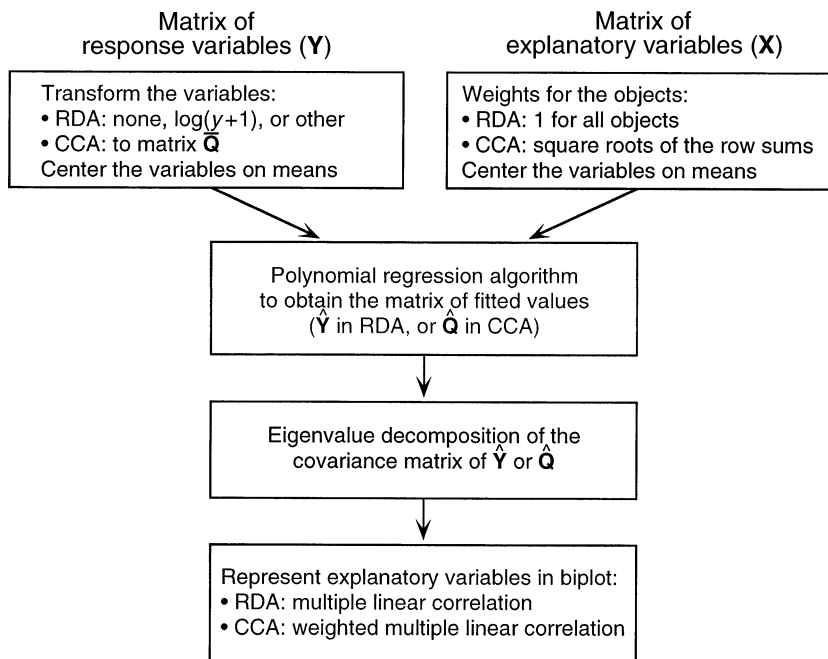 Matrix of
response variables (Y)
Transform the variables:
• RDA: none, log(y+1), or other
• CCA: to matrix Q̅
Center the variables on means
Matrix of
explanatory variables (X)
Weights for the objects:
• RDA: 1 for all objects
• CCA: square roots of the row sums
Center the variables on means
Polynomial regression algorithm
to obtain the matrix of fitted values
(Ŷ in RDA, or Q̂ in CCA)
Eigenvalue decomposition of the
covariance matrix of Ŷ or Q̂
Represent explanatory variables in biplot:
• RDA: multiple linear correlation
• CCA: weighted multiple linear correlation